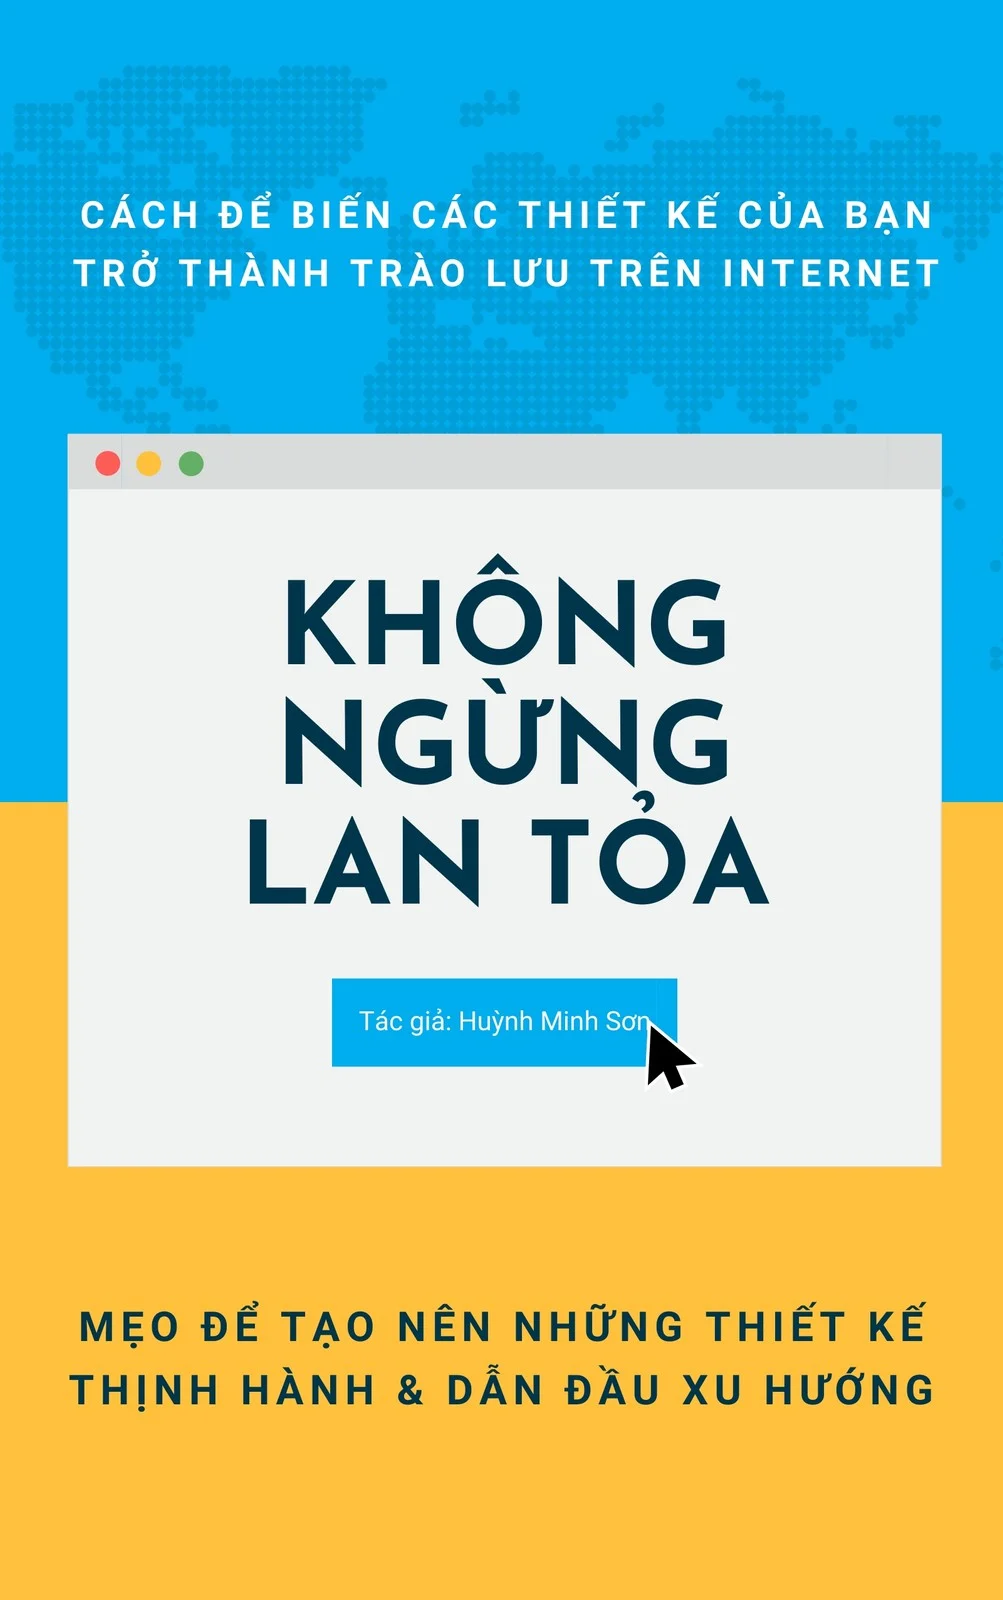 CÁCH ĐỂ BIẾN CÁC THIẾT KẾ CỦA BẠN
TRỞ THÀNH TRÀO LƯU TRÊN INTERNET
KHÔNG
NGỪNG
LAN TỎA
Tác giả: Huỳnh Minh Sơn
MẸO ĐỂ TẠO NÊN NHỮNG THIẾT KẾ
THỊNH HÀNH & DẪN ĐẦU XU HƯỚNG